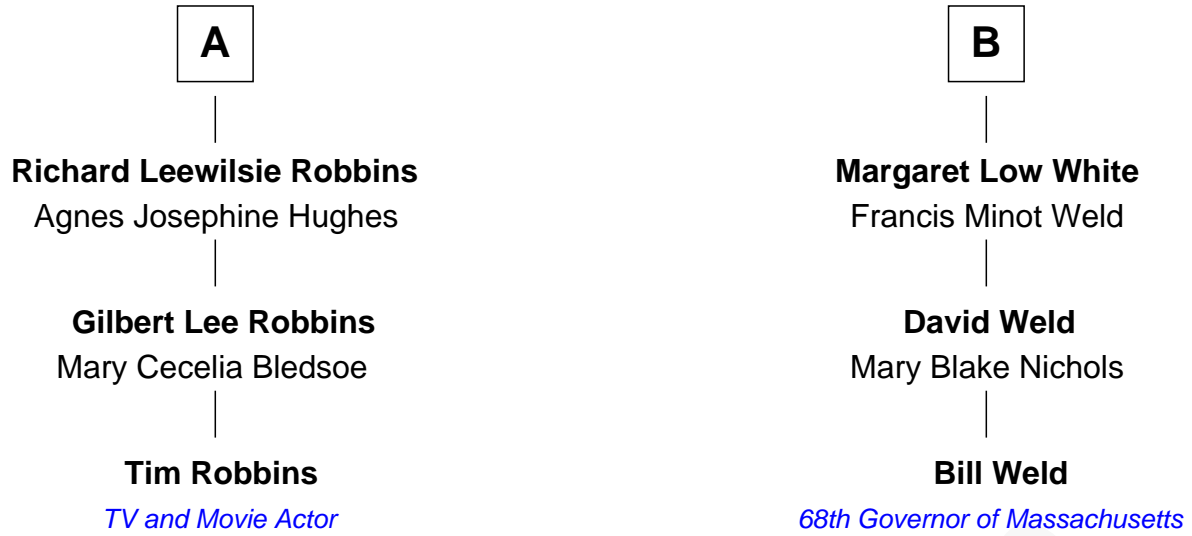 A
Richard Leewilsie Robbins
Agnes Josephine Hughes
Gilbert Lee Robbins
Mary Cecelia Bledsoe
Tim Robbins
TV and Movie Actor
B
Margaret Low White
Francis Minot Weld
David Weld
Mary Blake Nichols
Bill Weld
68th Governor of Massachusetts